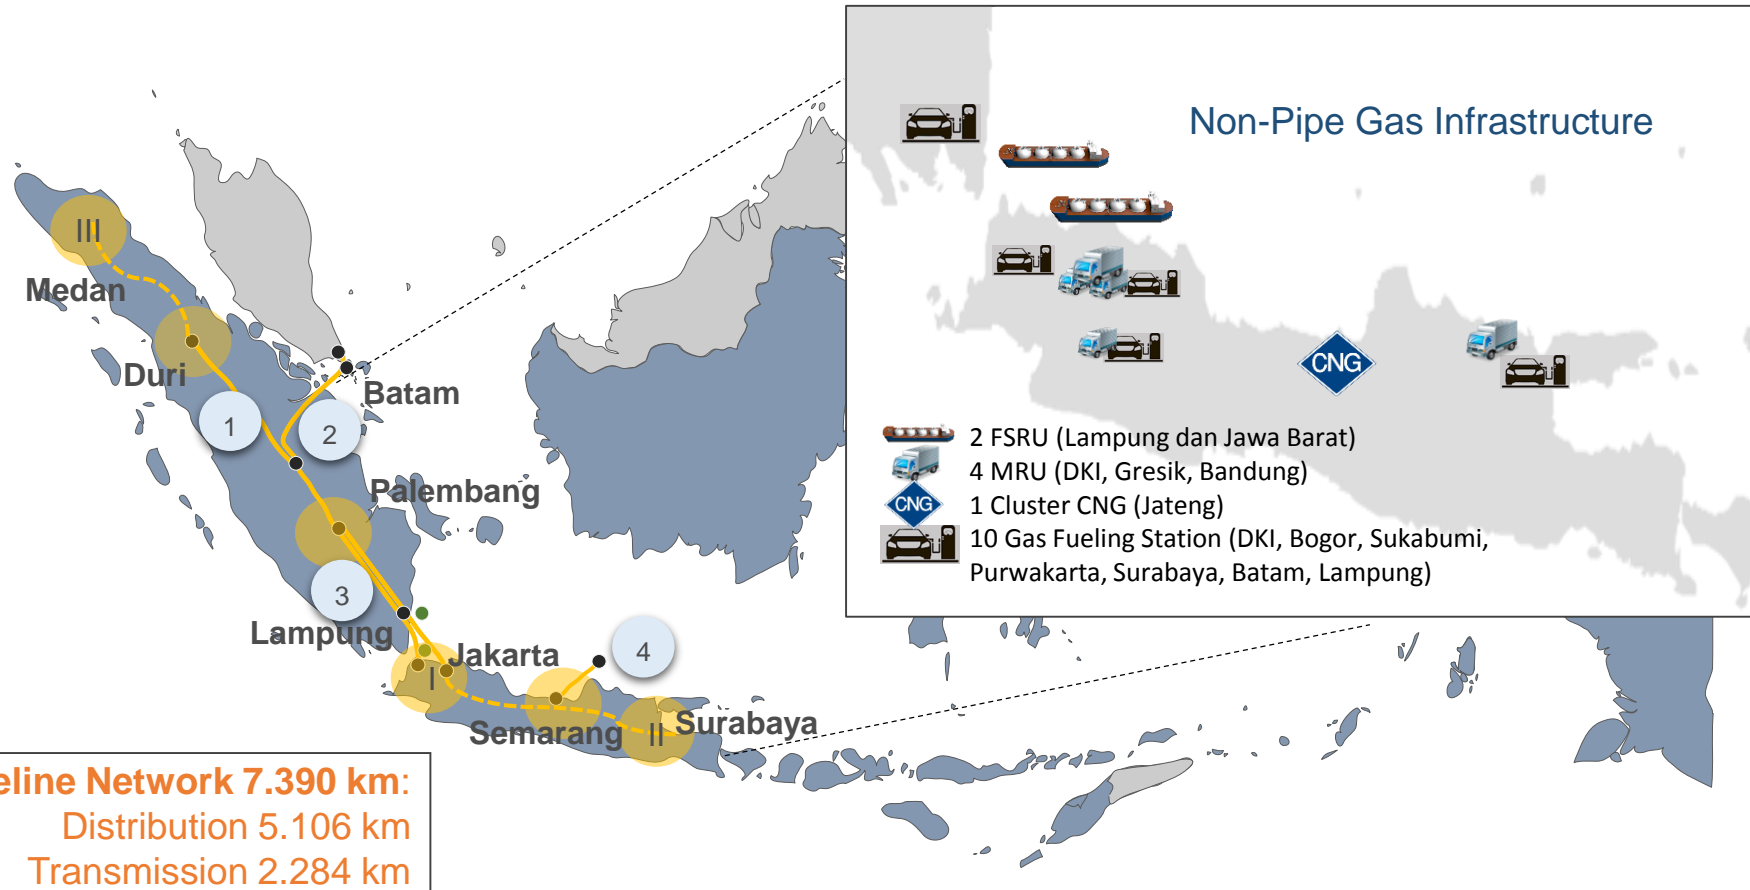 Non-Pipe Gas Infrastructure
CNG
2 FSRU (Lampung dan Jawa Barat)
4 MRU (DKI, Gresik, Bandung)
CNG
1 Cluster CNG (Jateng)
10 Gas Fueling Station (DKI, Bogor, Sukabumi,
Purwakarta, Surabaya, Batam, Lampung)
III
Medan
Duri
Batam
1
2
Palembang
3
Lampung
Jakarta
4
I
Semarang
II
Surabaya
eline Network 7.390 km:
Distribution 5.106 km
Transmission 2.284 km